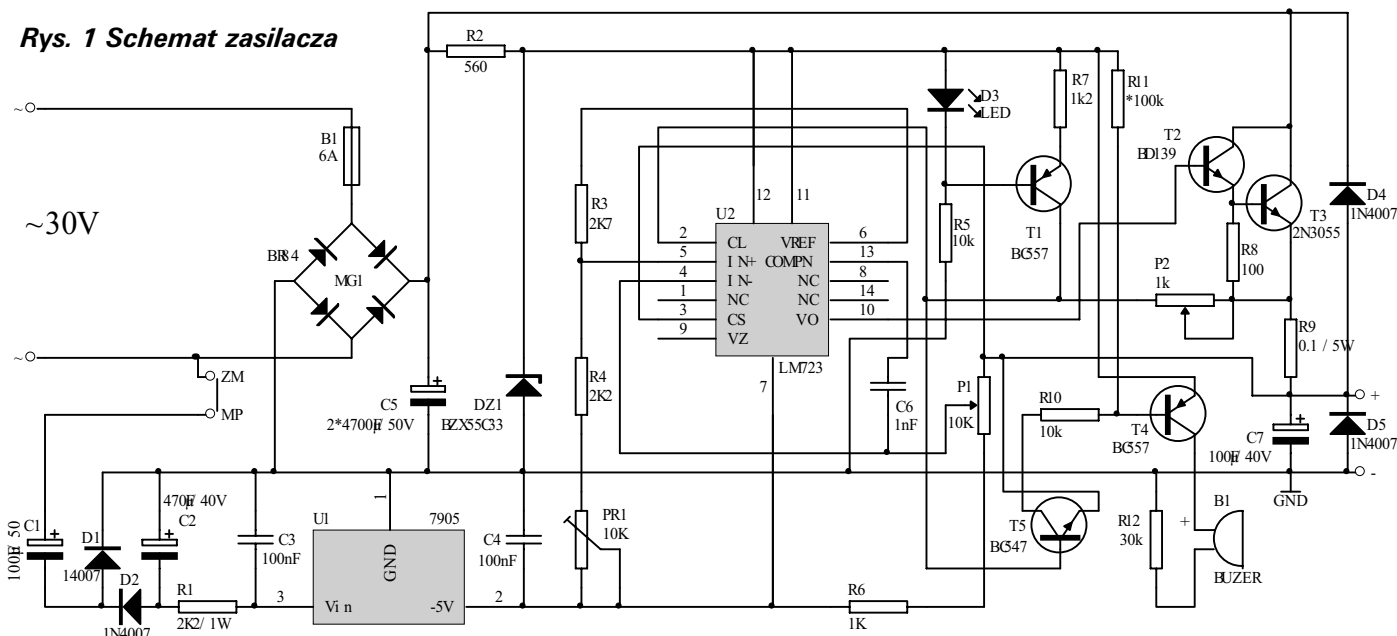 Rys. 1 Schemat zasilacza
~
B1
6A
~30V
BR84
MG1
~
ZM
MP
R2
560
R3
2K7
R4
2K2
C5
2*4700µF/50V
+
DZ1
BZX55C33
U2
12
11
2
CL
VREF
6
5
IN+
COMPN
13
4
IN-
NC
8
1
NC
NC
14
3
CS
VO
10
9
VZ
7
LM723
D3
LED
R5
10k
R7
1k2
T1
BC557
R11
*100k
T2
BD139
T3
2N3055
D4
1N4007
R8
100
P2
1k
R9
0.1 / 5W
P1
10K
C6
1nF
R10
10k
T4
BC557
C7
100µF/40V
+
+
D5
1N4007
-
GND
C1
100µF/50
+
D1
14007
470µF/40V
C2
+
D2
1N4007
R1
2K2/1W
C3
100nF
U1
7905
1
GND
3
Vin
-5V
2
C4
100nF
PR1
10K
R6
1K
T5
BC547
R12
30k
+
B1
BUZER